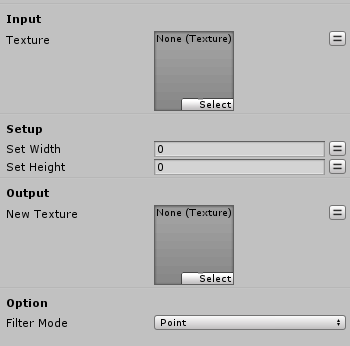 Input
Texture
None (Texture)
Select
Setup
Set Width 0
Set Height 0
Output
New Texture
None (Texture)
Select
Option
Filter Mode Point